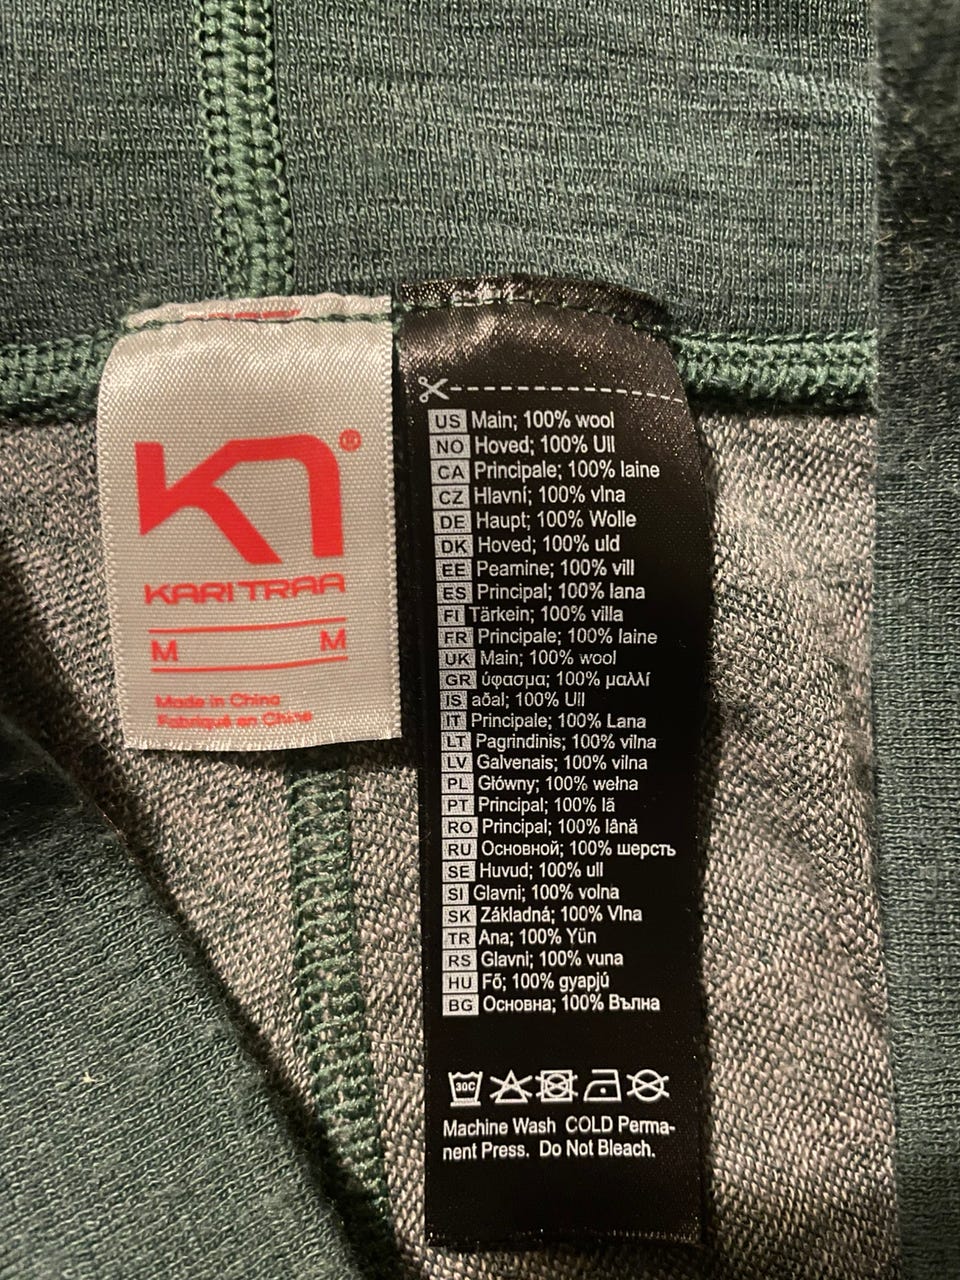 KARI TRAA
M M
Made in China
Fabriqué en Chine
US Main; 100% wool
NO Hoved; 100% Ull
CA Principale; 100% laine
CZ Hlavní; 100% vlna
DE Haupt; 100% Wolle
DK Hoved; 100% uld
EE Peamine; 100% vill
ES Principal; 100% lana
FI Tärkein; 100% villa
FR Principale; 100% laine
UK Main; 100% wool
GR ύφασμα; 100% μαλλί
IS aðal; 100% Ull
IT Principale; 100% Lana
LT Pagrindinis; 100% vilna
LV Galvenais; 100% vilna
PL Główny; 100% wełna
PT Principal; 100% lã
RO Principal; 100% lână
RU Основной; 100% шерсть
SE Huvud; 100% ull
SI Glavni; 100% volna
SK Základná; 100% Vlna
TR Ana; 100% Yün
RS Glavni; 100% vuna
HU Fő; 100% gyapjú
BG Основна; 100% Вълна
30C
Machine Wash COLD Perma-
nent Press. Do Not Bleach.